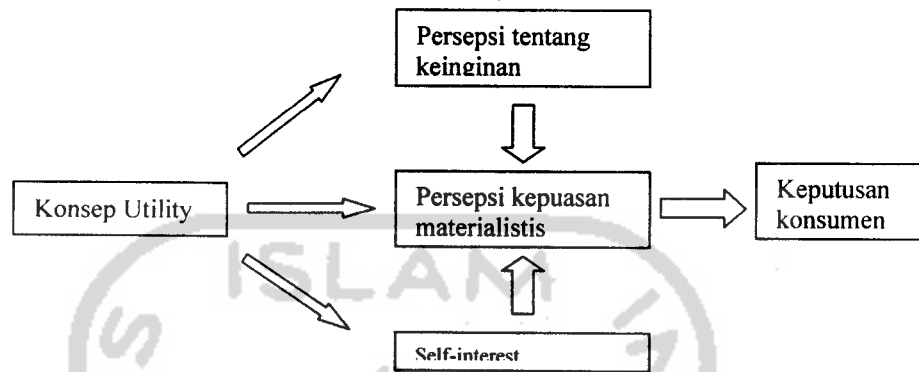 Persepsi tentang
keinginan
Konsep Utility
Persepsi kepuasan
materialistis
Keputusan
konsumen
Self-interest
ISLAM